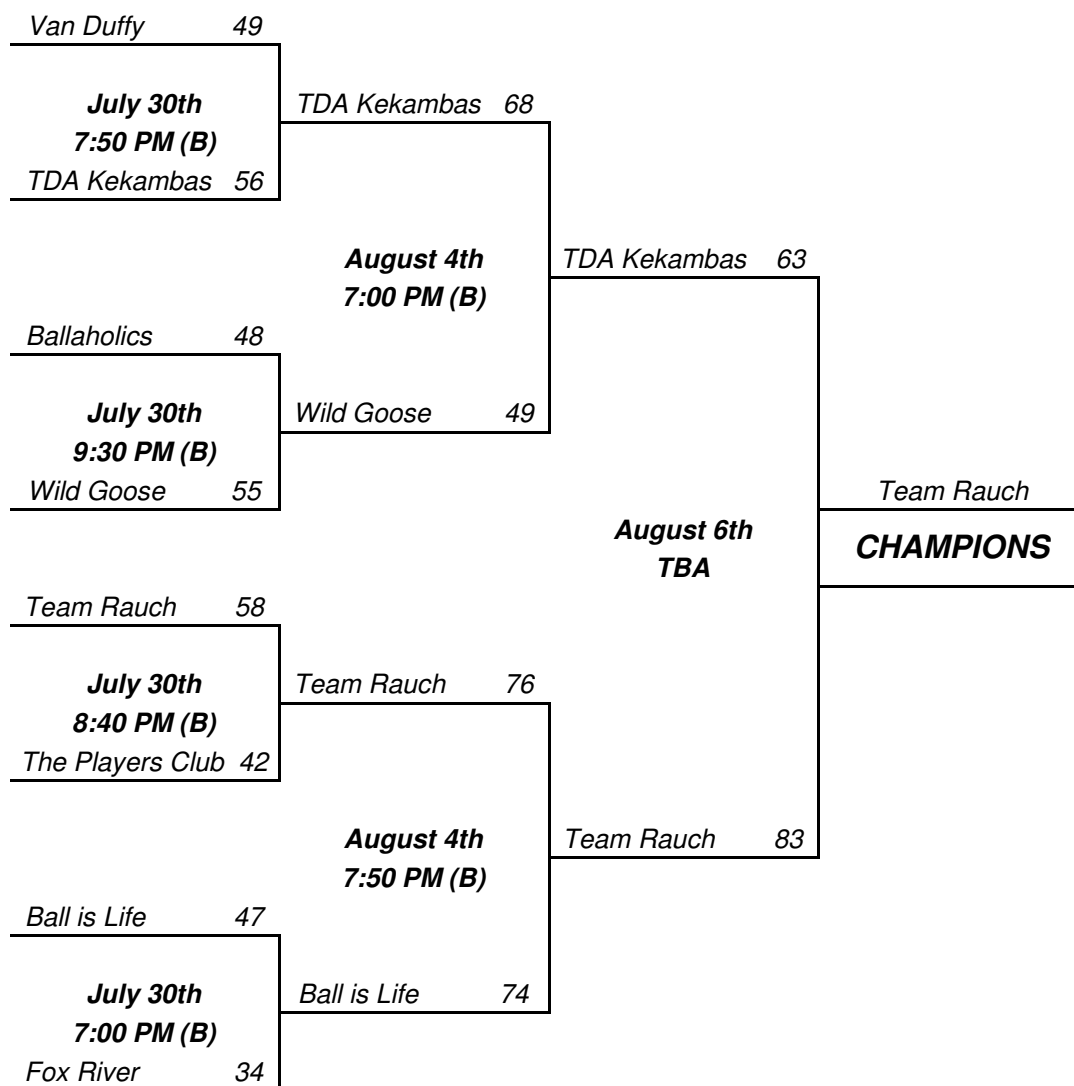 Van Duffy 49
July 30th
7:50 PM (B)
TDA Kekambas 56
TDA Kekambas 68
August 4th
7:00 PM (B)
Ballaholics 48
July 30th
9:30 PM (B)
Wild Goose 55
Wild Goose 49
TDA Kekambas 63
August 6th
TBA
Team Rauch
CHAMPIONS
Team Rauch 58
July 30th
8:40 PM (B)
The Players Club 42
Team Rauch 76
August 4th
7:50 PM (B)
Team Rauch 83
Ball is Life 47
July 30th
7:00 PM (B)
Fox River 34
Ball is Life 74